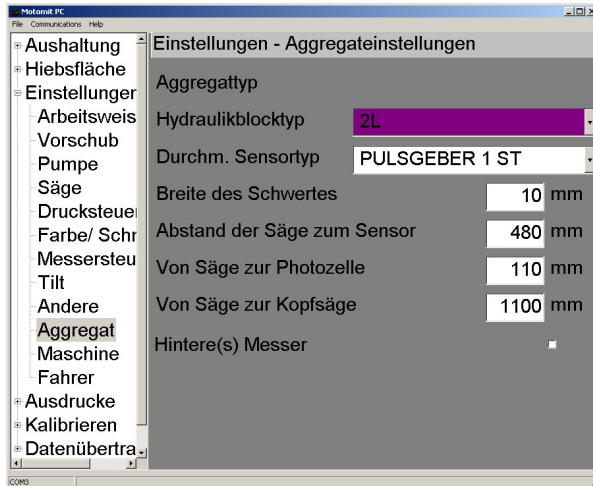 Motomit PC
File Communications Help
Aushaltung
Hiebsfläche
Einstellunger
Arbeitsweis
Vorschub
Pumpe
Säge
Drucksteuer
Farbe/ Schr
Messersteu
Tilt
Andere
Aggregat
Maschine
Fahrer
Ausdrucke
Kalibrieren
Datenübertra
Einstellungen - Aggregateinstellungen
Aggregattyp
Hydraulikblocktyp 2L
Durchm. Sensortyp PULSGEBER 1 ST
Breite des Schwertes 10 mm
Abstand der Säge zum Sensor 480 mm
Von Säge zur Photozelle 110 mm
Von Säge zur Kopfsäge 1100 mm
Hintere(s) Messer
COM3